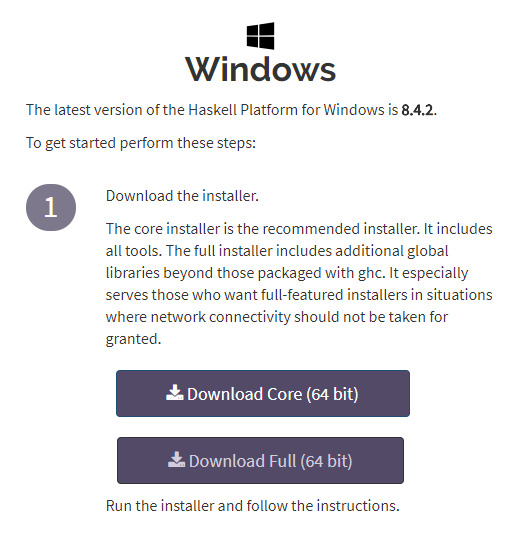 Windows
The latest version of the Haskell Platform for Windows is 8.4.2.
To get started perform these steps:
1
Download the installer.
The core installer is the recommended installer. It includes
all tools. The full installer includes additional global
libraries beyond those packaged with ghc. It especially
serves those who want full-featured installers in situations
where network connectivity should not be taken for
granted.
Download Core (64 bit)
Download Full (64 bit)
Run the installer and follow the instructions.